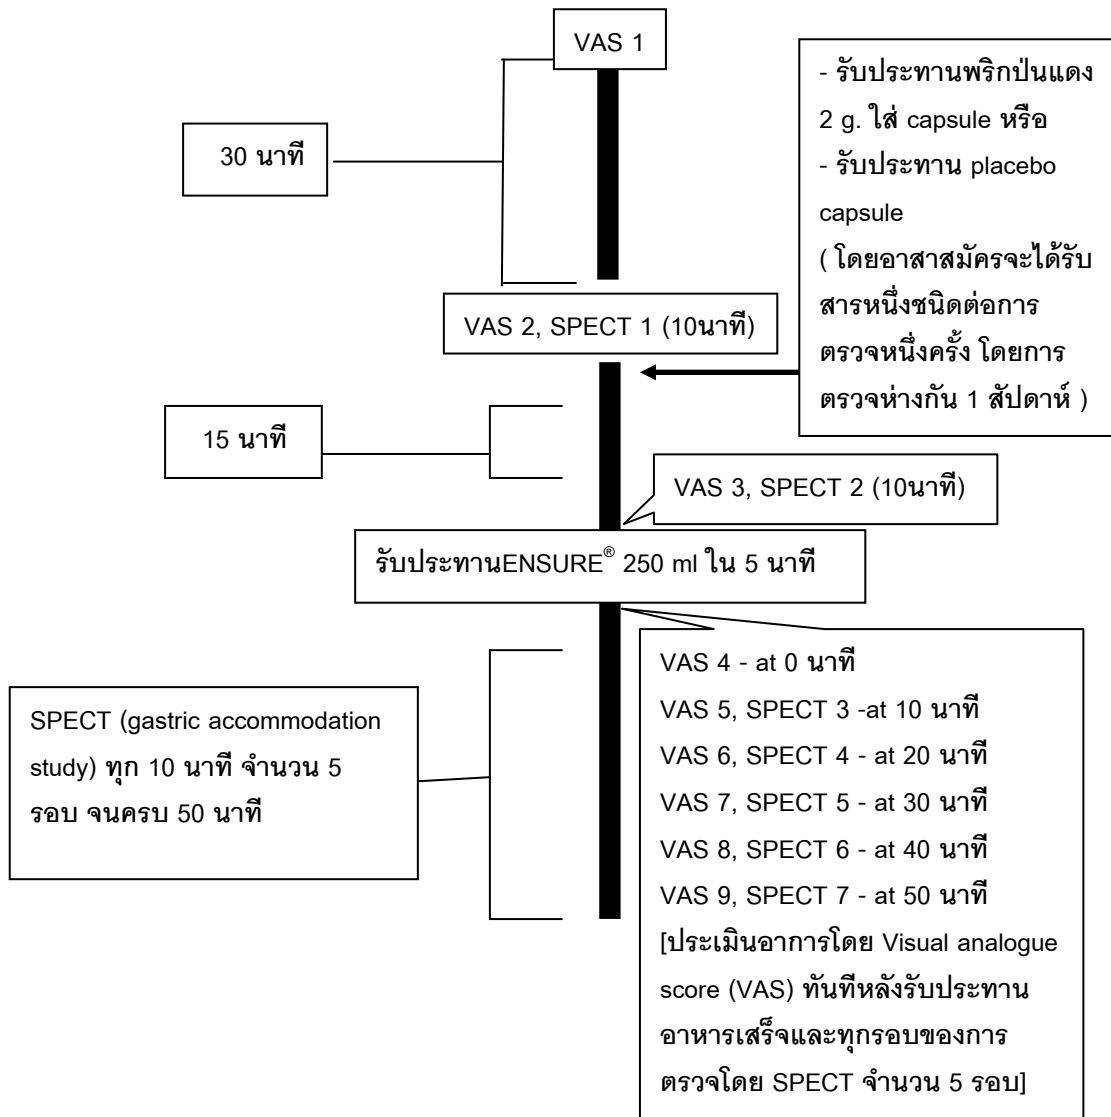 VAS 1
- รับประทานพริกป่นแดง
2 g. ใส่ capsule หรือ
- รับประทาน placebo
capsule
( โดยอาสาสมัครจะได้รับ
สารหนึ่งชนิดต่อการ
ตรวจหนึ่งครั้ง โดยการ
ตรวจห่างกัน 1 สัปดาห์ )
30 นาที
VAS 2, SPECT 1 (10นาที)
15 นาที
VAS 3, SPECT 2 (10นาที)
รับประทานENSURE® 250 ml ใน 5 นาที
SPECT (gastric accommodation
study) ทุก 10 นาที จำนวน 5
รอบ จนครบ 50 นาที
VAS 4 - at 0 นาที
VAS 5, SPECT 3 -at 10 นาที
VAS 6, SPECT 4 - at 20 นาที
VAS 7, SPECT 5 - at 30 นาที
VAS 8, SPECT 6 - at 40 นาที
VAS 9, SPECT 7 - at 50 นาที
[ประเมินอาการโดย Visual analogue
score (VAS) ทันทีหลังรับประทาน
อาหารเสร็จและทุกรอบของการ
ตรวจโดย SPECT จำนวน 5 รอบ]